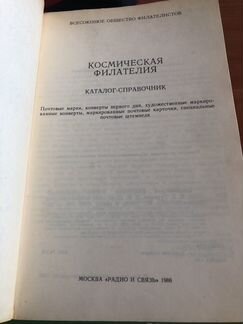 ВСЕСОЮЗНОЕ ОБЩЕСТВО ФИЛАТЕЛИСТОВ
КОСМИЧЕСКАЯ
ФИЛАТЕЛИЯ
КАТАЛОГ-СПРАВОЧНИК
Почтовые марки, конверты первого дня, художественные маркиро-
ванные конверты, маркированные почтовые карточки, специальные
почтовые штемпеля
МОСКВА «РАДИО И СВЯЗЬ» 1986